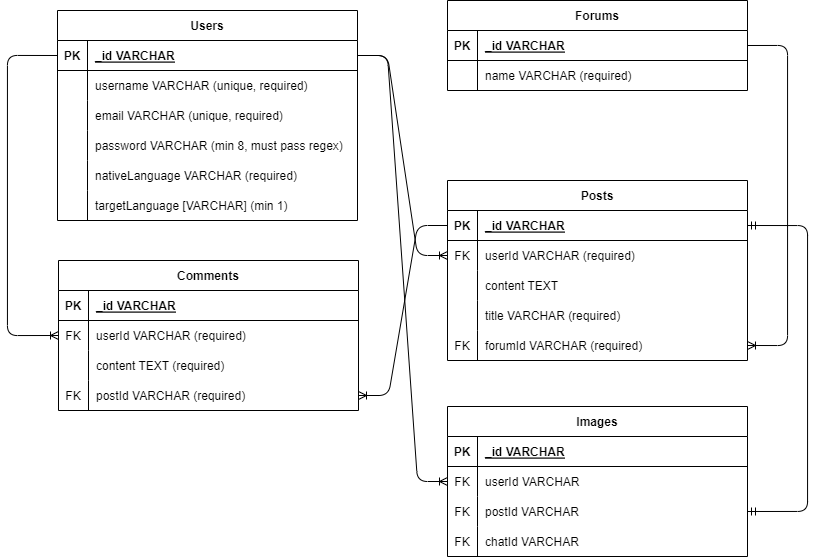 Users
PK _id VARCHAR
username VARCHAR (unique, required)
email VARCHAR (unique, required)
password VARCHAR (min 8, must pass regex)
nativeLanguage VARCHAR (required)
targetLanguage [VARCHAR] (min 1)
Comments
PK _id VARCHAR
FK userId VARCHAR (required)
content TEXT (required)
FK postId VARCHAR (required)
Forums
PK _id VARCHAR
name VARCHAR (required)
Posts
PK _id VARCHAR
FK userId VARCHAR (required)
content TEXT
title VARCHAR (required)
FK forumId VARCHAR (required)
Images
PK _id VARCHAR
FK userId VARCHAR
FK postId VARCHAR
FK chatId VARCHAR